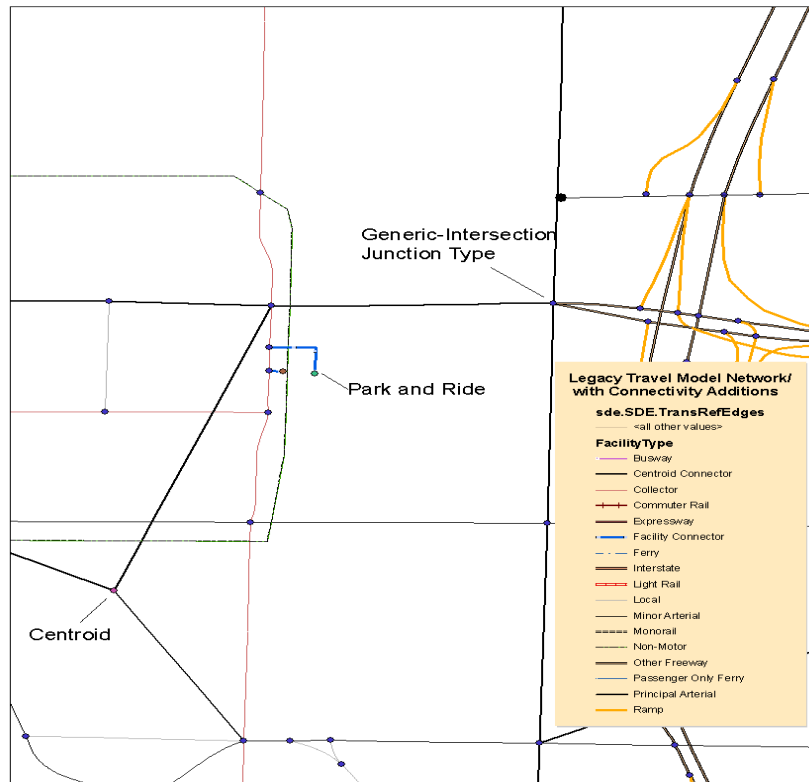 Generic-Intersection
Junction Type
Park and Ride
Centroid
Legacy Travel Model Network/
with Connectivity Additions
sde.SDE.TransRefEdges
<all other values>
FacilityType
Busway
Centroid Connector
Collector
Commuter Rail
Expressway
Facility Connector
Ferry
Interstate
Light Rail
Local
Minor Arterial
Monorail
Non-Motor
Other Freeway
Passenger Only Ferry
Principal Arterial
Ramp